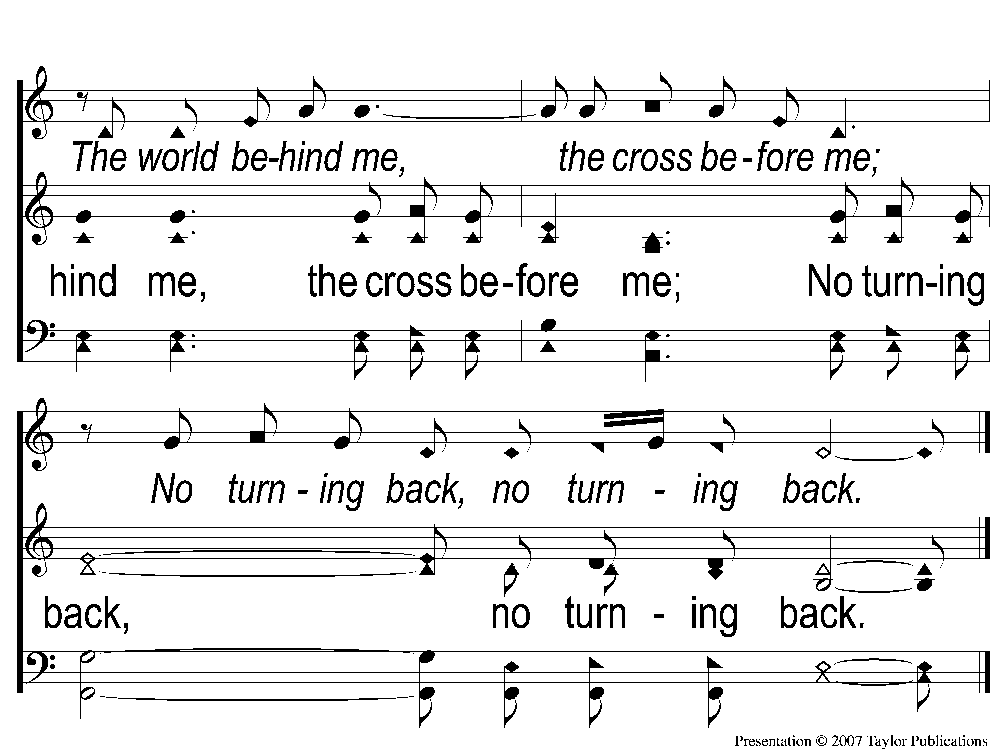 The world be-hind me, the cross be-fore me;
hind me, the cross be-fore me; No turn-ing
No turn - ing back, no turn - ing back.
back, no turn - ing back.
Presentation © 2007 Taylor Publications